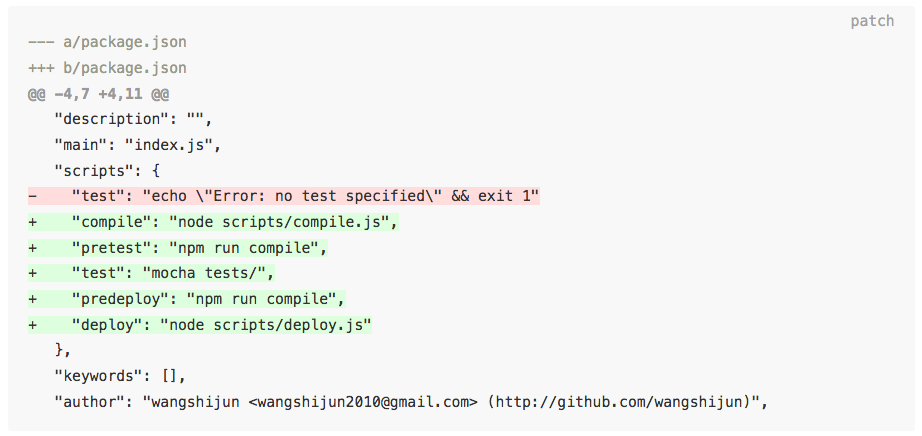 patch
--- a/package.json
+++ b/package.json
@@ -4,7 +4,11 @@
   "description": "",
   "main": "index.js",
   "scripts": {
-    "test": "echo \"Error: no test specified\" && exit 1"
+    "compile": "node scripts/compile.js",
+    "pretest": "npm run compile",
+    "test": "mocha tests/",
+    "predeploy": "npm run compile",
+    "deploy": "node scripts/deploy.js"
   },
   "keywords": [],
   "author": "wangshijun <wangshijun2010@gmail.com> (http://github.com/wangshijun)",